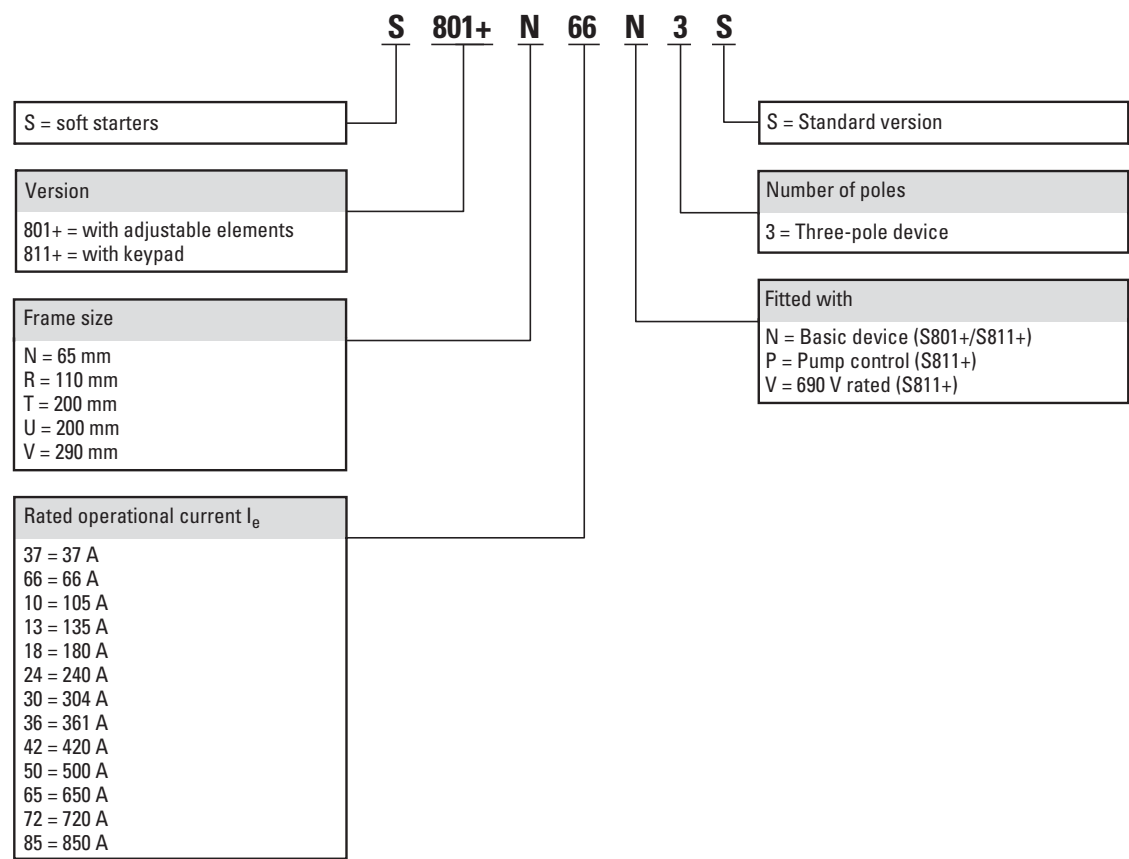 S 801+ N 66 N 3 S
S = soft starters
Version
801+ = with adjustable elements
811+ = with keypad
Frame size
N = 65 mm
R = 110 mm
T = 200 mm
U = 200 mm
V = 290 mm
Rated operational current Ie
37 = 37 A
66 = 66 A
10 = 105 A
13 = 135 A
18 = 180 A
24 = 240 A
30 = 304 A
36 = 361 A
42 = 420 A
50 = 500 A
65 = 650 A
72 = 720 A
85 = 850 A
S = Standard version
Number of poles
3 = Three-pole device
Fitted with
N = Basic device (S801+/S811+)
P = Pump control (S811+)
V = 690 V rated (S811+)